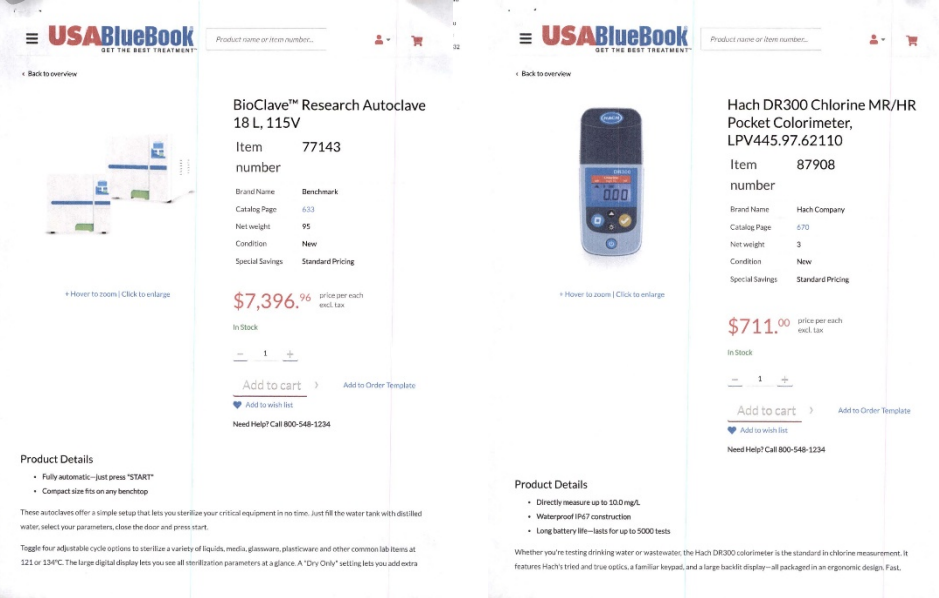 USABlueBook
GET THE BEST TREATMENT™
Product name or item number...
‹ Back to overview
BioClave™ Research Autoclave
18 L, 115V
Item number 77143
Brand Name Benchmark
Catalog Page 633
Net weight 95
Condition New
Special Savings Standard Pricing
+ Hover to zoom | Click to enlarge
$7,396.96 price per each
excl. tax
In Stock
− 1 +
Add to cart › Add to Order Template
Add to wish list
Need Help? Call 800-548-1234
Product Details
• Fully automatic—just press "START"
• Compact size fits on any benchtop
These autoclaves offer a simple setup that lets you sterilize your critical equipment in no time. Just fill the water tank with distilled
water, select your parameters, close the door and press start.
Toggle four adjustable cycle options to sterilize a variety of liquids, media, glassware, plasticware and other common lab items at
121 or 134°C. The large digital display lets you see all sterilization parameters at a glance. A "Dry Only" setting lets you add extra
02
USABlueBook
GET THE BEST TREATMENT™
Product name or item number...
‹ Back to overview
HACH
DR300
0.00
Hach DR300 Chlorine MR/HR
Pocket Colorimeter,
LPV445.97.62110
Item number 87908
Brand Name Hach Company
Catalog Page 670
Net weight 3
Condition New
Special Savings Standard Pricing
+ Hover to zoom | Click to enlarge
$711.00 price per each
excl. tax
In Stock
− 1 +
Add to cart › Add to Order Template
Add to wish list
Need Help? Call 800-548-1234
Product Details
• Directly measure up to 10.0 mg/L
• Waterproof IP67 construction
• Long battery life—lasts for up to 5000 tests
Whether you're testing drinking water or wastewater, the Hach DR300 colorimeter is the standard in chlorine measurement. It
features Hach's tried and true optics, a familiar keypad, and a large backlit display—all packaged in an ergonomic design. Fast,